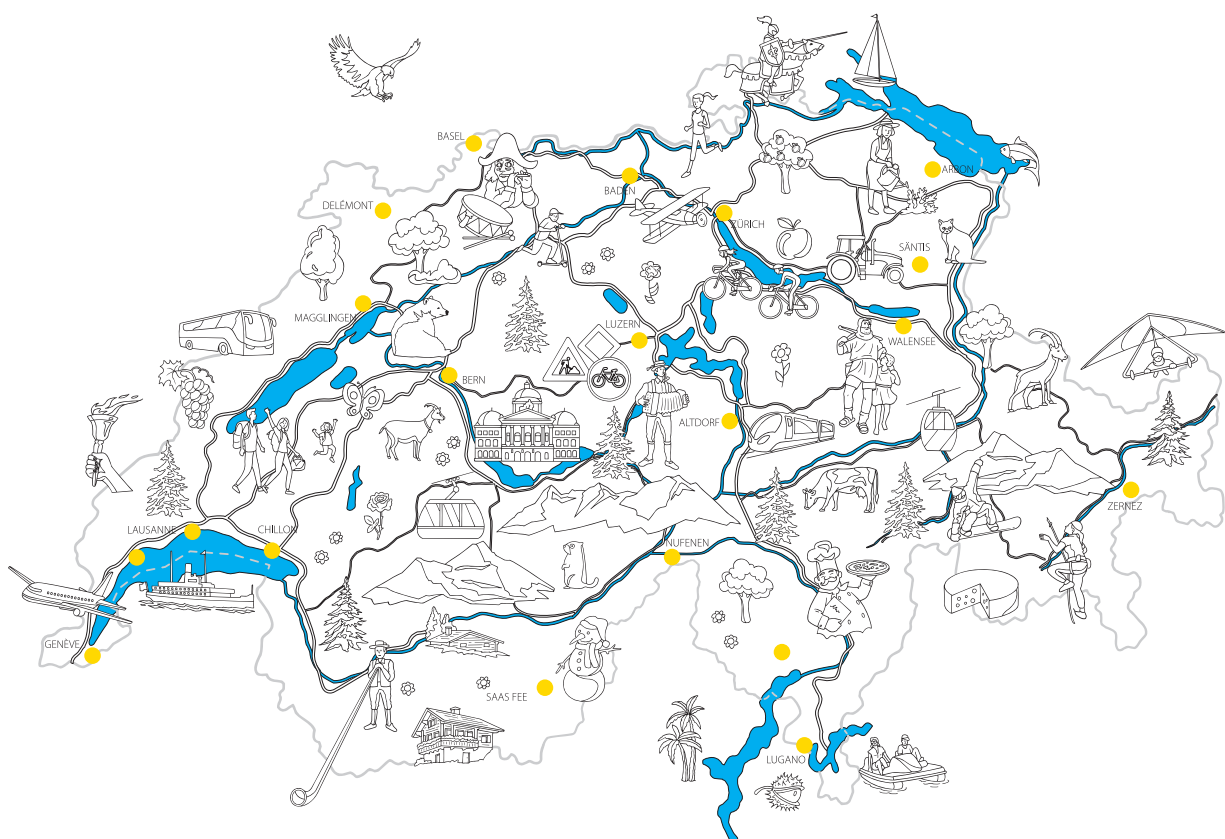 BASEL
BADEN
ARBON
DELÉMONT
ZÜRICH
SÄNTIS
MAGGLINGEN
LUZERN
WALENSEE
BERN
ALTDORF
ZERNEZ
LAUSANNE
CHILLON
NUFENEN
GENÈVE
SAAS FEE
LUGANO